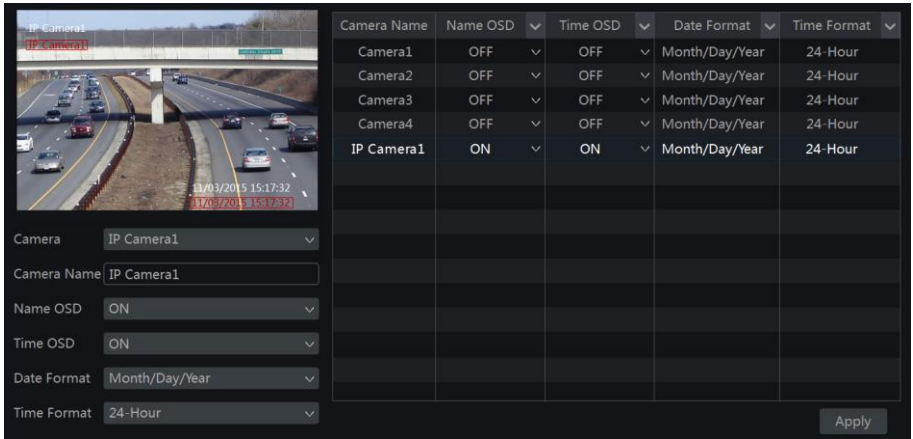 IP Camera1
IP Camera1
11/03/2015 15:17:32
11/03/2015 15:17:32
Camera IP Camera1
Camera Name IP Camera1
Name OSD ON
Time OSD ON
Date Format Month/Day/Year
Time Format 24-Hour
Camera Name Name OSD Time OSD Date Format Time Format
Camera1 OFF OFF Month/Day/Year 24-Hour
Camera2 OFF OFF Month/Day/Year 24-Hour
Camera3 OFF OFF Month/Day/Year 24-Hour
Camera4 OFF OFF Month/Day/Year 24-Hour
IP Camera1 ON ON Month/Day/Year 24-Hour
Apply